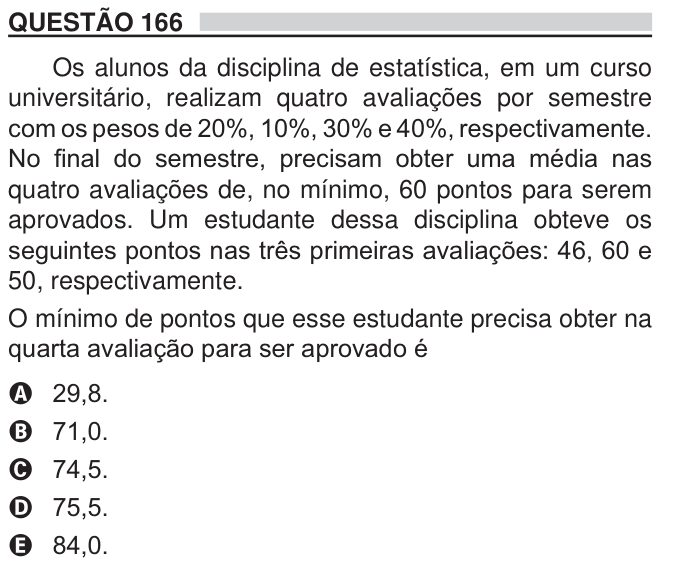 QUESTÃO 166
Os alunos da disciplina de estatística, em um curso
universitário, realizam quatro avaliações por semestre
com os pesos de 20%, 10%, 30% e 40%, respectivamente.
No final do semestre, precisam obter uma média nas
quatro avaliações de, no mínimo, 60 pontos para serem
aprovados. Um estudante dessa disciplina obteve os
seguintes pontos nas três primeiras avaliações: 46, 60 e
50, respectivamente.
O mínimo de pontos que esse estudante precisa obter na
quarta avaliação para ser aprovado é
A 29,8.
B 71,0.
C 74,5.
D 75,5.
E 84,0.